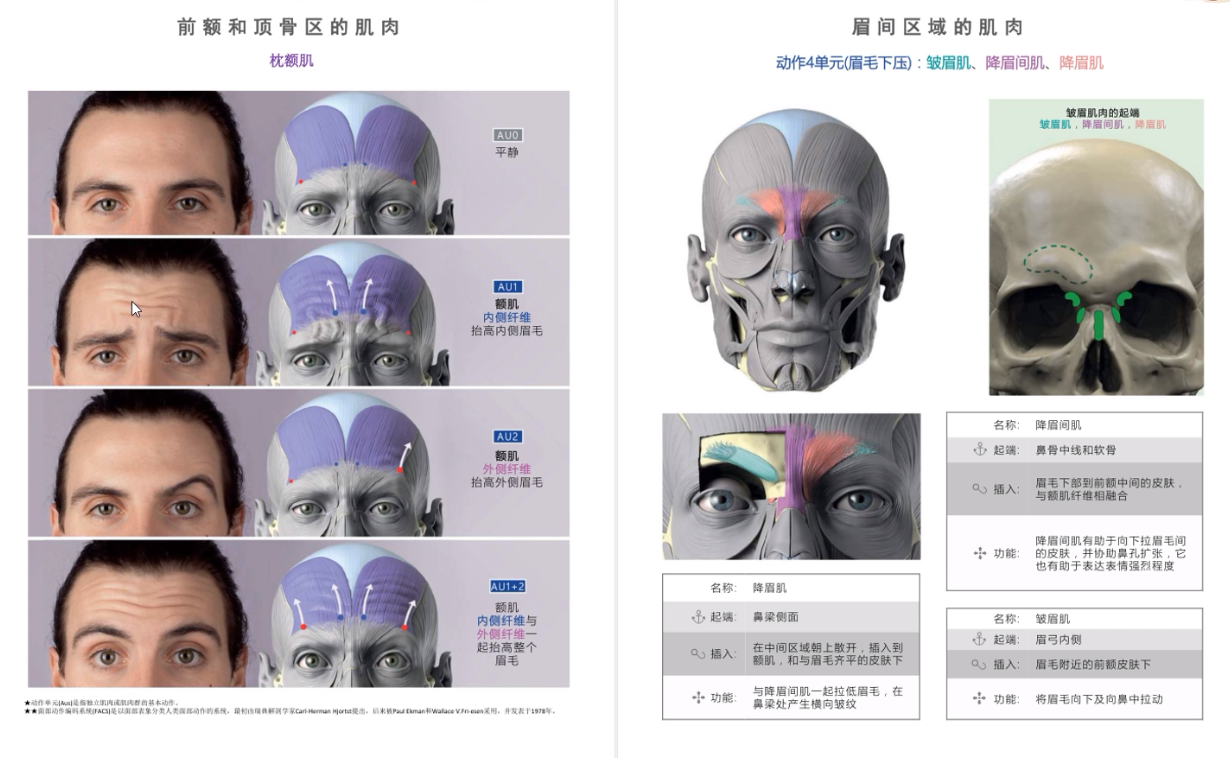 前额和顶骨区的肌肉
枕额肌
AU0
平静
AU1
额肌
内侧纤维
抬高内侧眉毛
AU2
额肌
外侧纤维
抬高外侧眉毛
AU1+2
额肌
内侧纤维与
外侧纤维一
起抬高整个
眉毛
★动作单元(Aus)是指独立肌肉或肌肉群的基本动作。
★★面部动作编码系统(FACS)是以面部表象分类人类面部动作的系统，最初由瑞典解剖学家Carl-Herman Hjortst提出，后来被Paul Ekman和Wallace V.Fri-esen采用，并发表于1978年。
眉间区域的肌肉
动作4单元(眉毛下压)：皱眉肌、降眉间肌、降眉肌
皱眉肌肉的起端
皱眉肌，降眉间肌，降眉肌
名称: 降眉间肌
起端: 鼻骨中线和软骨
插入: 眉毛下部到前额中间的皮肤，
与额肌纤维相融合
功能: 降眉间肌有助于向下拉眉毛间
的皮肤，并协助鼻孔扩张，它
也有助于表达表情强烈程度
名称: 降眉肌
起端: 鼻梁侧面
插入: 在中间区域朝上散开，插入到
额肌，和与眉毛齐平的皮肤下
功能: 与降眉间肌一起拉低眉毛，在
鼻梁处产生横向皱纹
名称: 皱眉肌
起端: 眉弓内侧
插入: 眉毛附近的前额皮肤下
功能: 将眉毛向下及向鼻中拉动